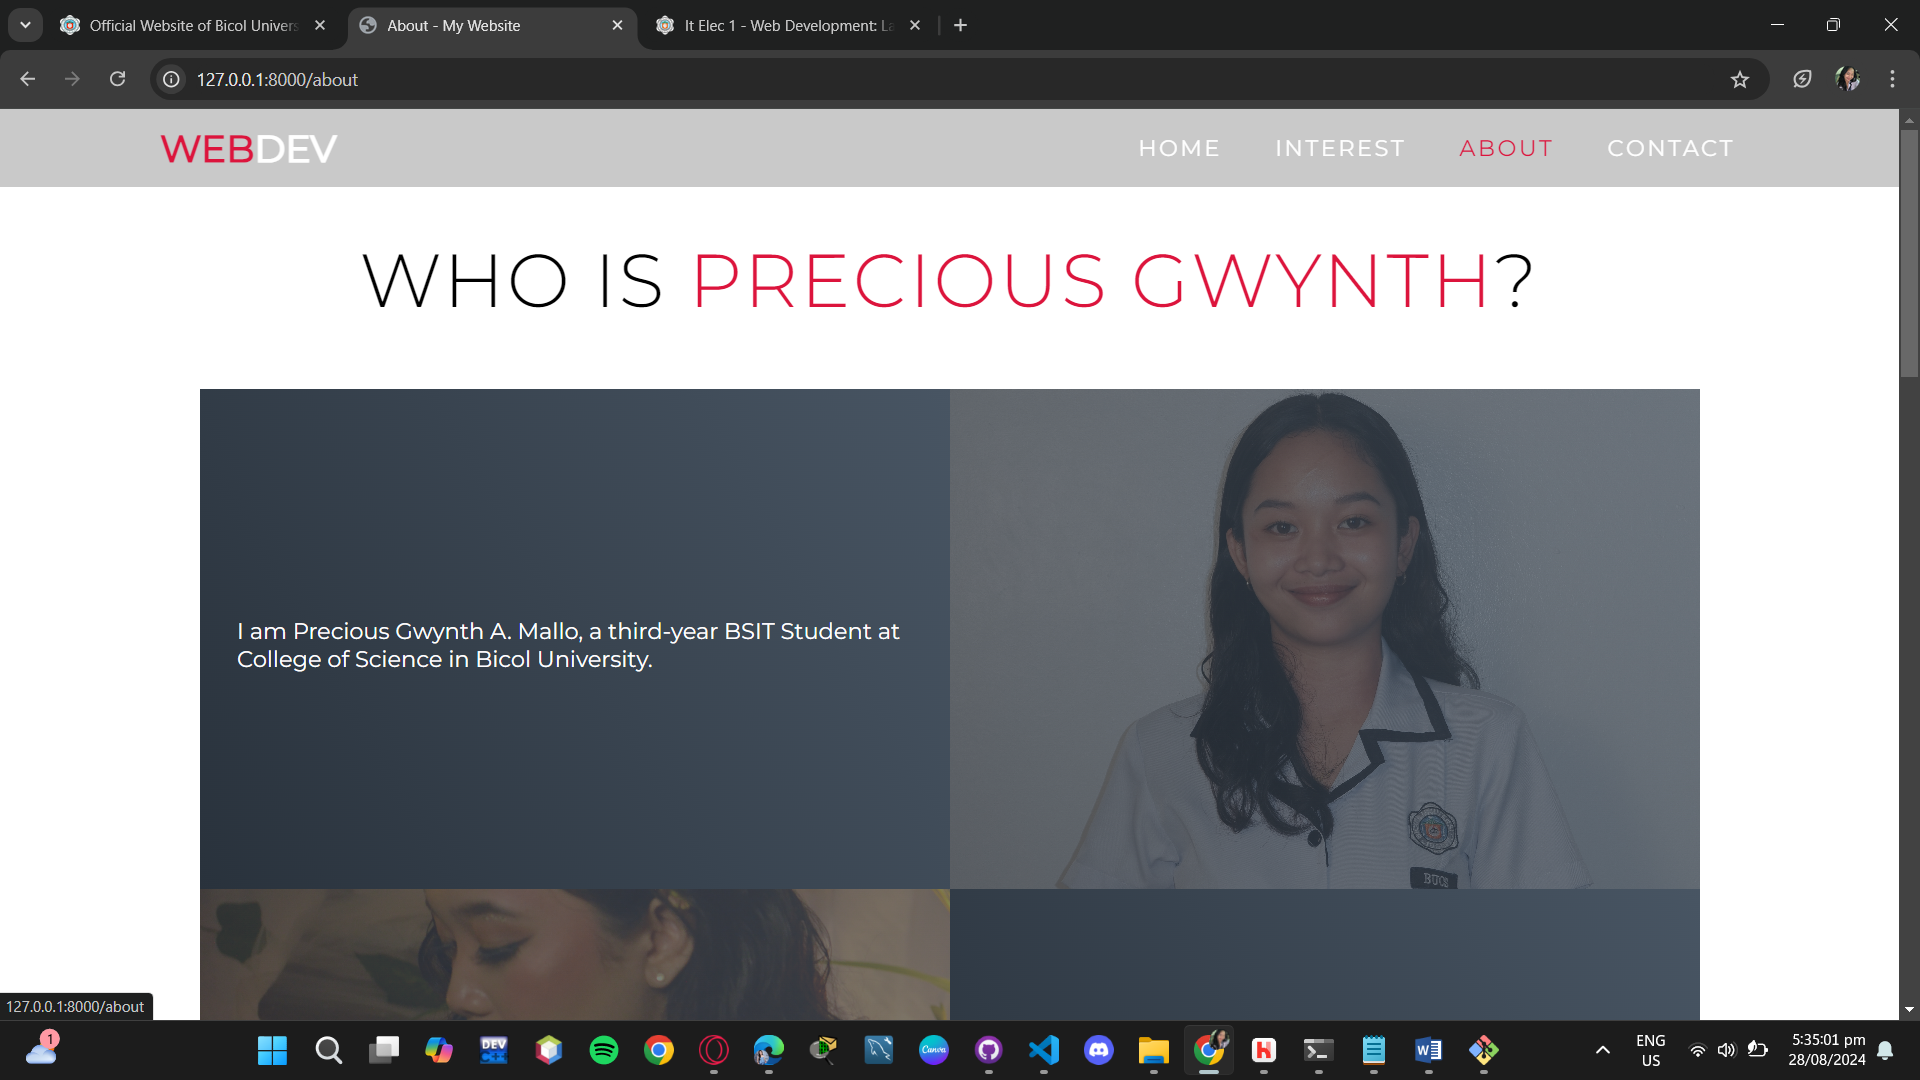 Official Website of Bicol Univers
About - My Website
It Elec 1 - Web Development: La
127.0.0.1:8000/about
WEBDEV
HOME INTEREST ABOUT CONTACT
WHO IS PRECIOUS GWYNTH?
I am Precious Gwynth A. Mallo, a third-year BSIT Student at
College of Science in Bicol University.
BUCS
127.0.0.1:8000/about
1
DEV
C++
Canva
H
W
ENG
US
5:35:01 pm
28/08/2024